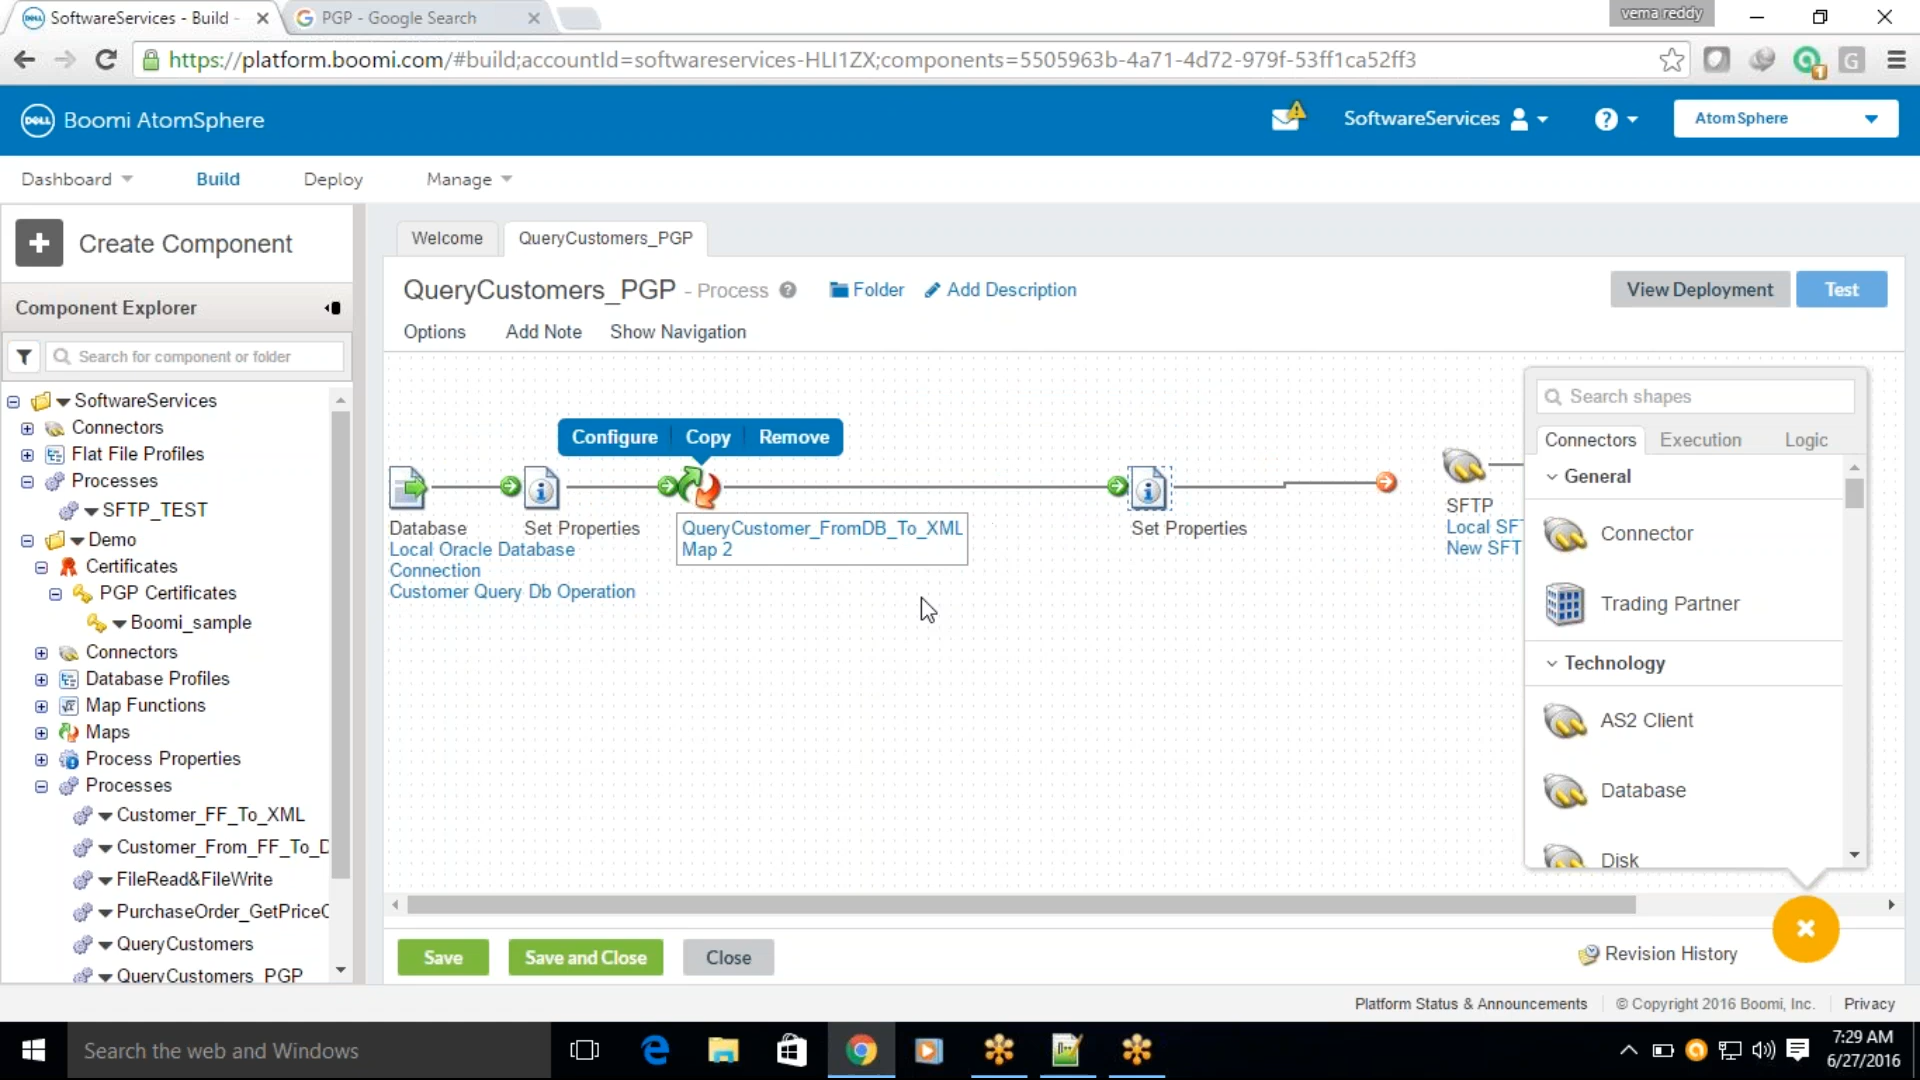 SoftwareServices - Build -
PGP - Google Search
vema reddy
https://platform.boomi.com/#build;accountId=softwareservices-HLI1ZX;components=5505963b-4a71-4d72-979f-53ff1ca52ff3
DELL
Boomi AtomSphere
SoftwareServices
AtomSphere
Dashboard
Build
Deploy
Manage
Create Component
Component Explorer
Search for component or folder
SoftwareServices
Connectors
Flat File Profiles
Processes
SFTP_TEST
Demo
Certificates
PGP Certificates
Boomi_sample
Connectors
Database Profiles
Map Functions
Maps
Process Properties
Processes
Customer_FF_To_XML
Customer_From_FF_To_D
FileRead&FileWrite
PurchaseOrder_GetPriceC
QueryCustomers
QueryCustomers_PGP
Welcome
QueryCustomers_PGP
QueryCustomers_PGP - Process
Folder
Add Description
View Deployment
Test
Options
Add Note
Show Navigation
Configure
Copy
Remove
Database
Local Oracle Database
Connection
Customer Query Db Operation
Set Properties
QueryCustomer_FromDB_To_XML
Map 2
Set Properties
SFTP
Local SFT
New SFT
Search shapes
Connectors
Execution
Logic
General
Connector
Trading Partner
Technology
AS2 Client
Database
Disk
Save
Save and Close
Close
Revision History
Platform Status & Announcements
© Copyright 2016 Boomi, Inc.
Privacy
Search the web and Windows
7:29 AM
6/27/2016